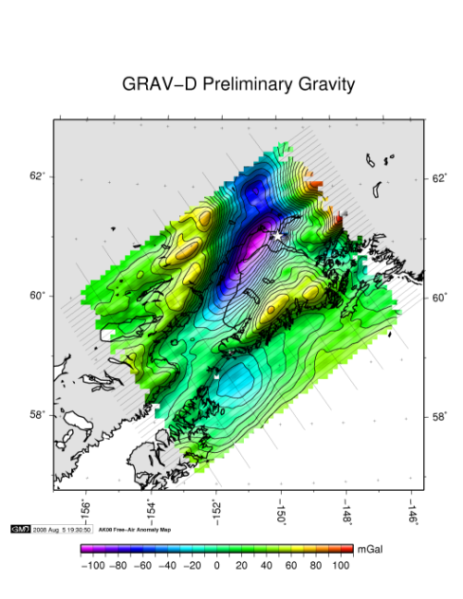 GRAV−D Preliminary Gravity
62˚ 62˚
60˚ 60˚
58˚ 58˚
−156˚ −154˚ −152˚ −150˚ −148˚ −146˚
GMT 2008 Aug 5 19:30:50 AK08 Free-Air Anomaly Map
mGal
−100 −80 −60 −40 −20 0 20 40 60 80 100